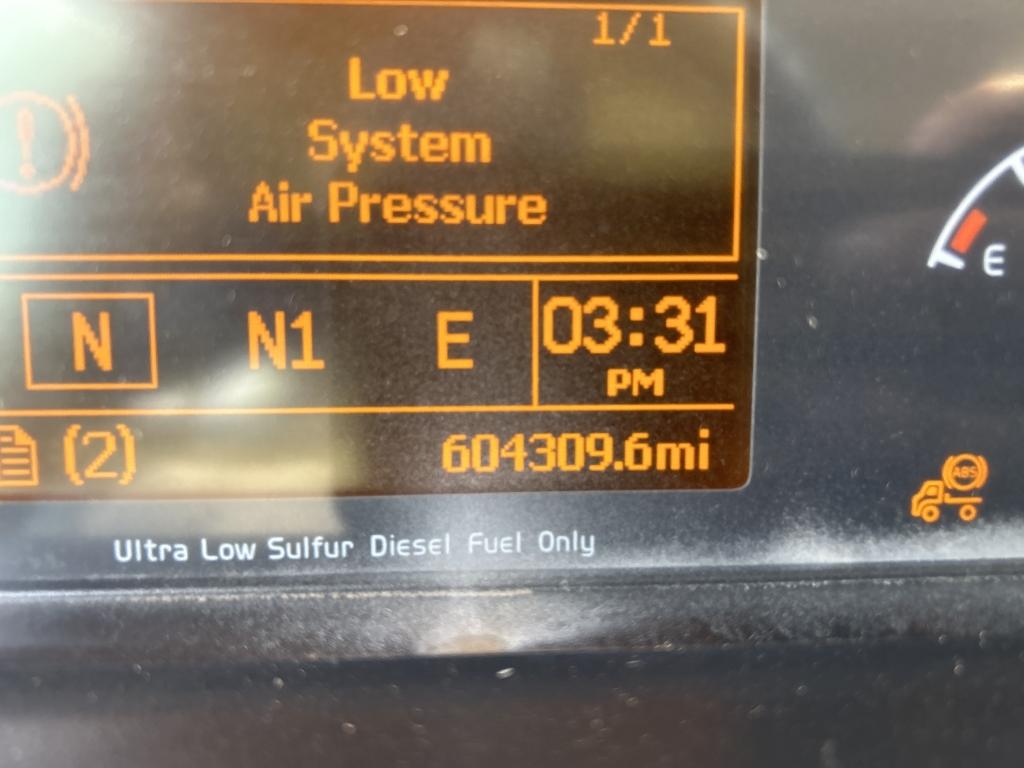 1/1
Low
System
Air Pressure
N N1 E 03:31
PM
E
(2) 604309.6mi
ABS
Ultra Low Sulfur Diesel Fuel Only